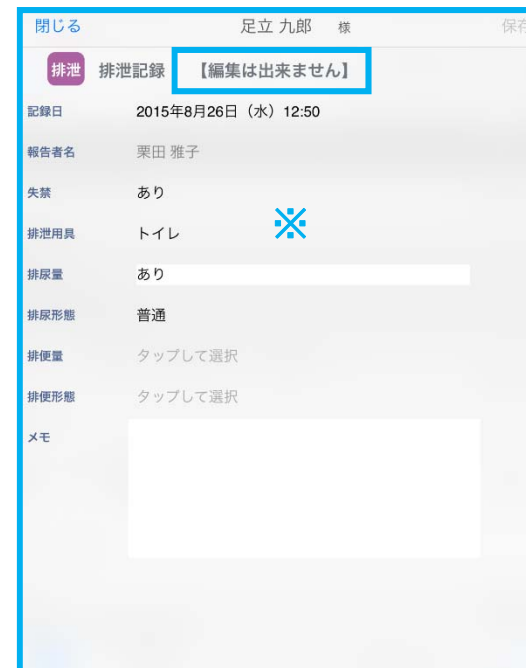 閉じる 足立 九郎 様 保存
排泄 排泄記録 【編集は出来ません】
記録日 2015年8月26日（水）12:50
報告者名 栗田 雅子
失禁 あり
※
排泄用具 トイレ
排尿量 あり
排尿形態 普通
排便量 タップして選択
排便形態 タップして選択
メモ